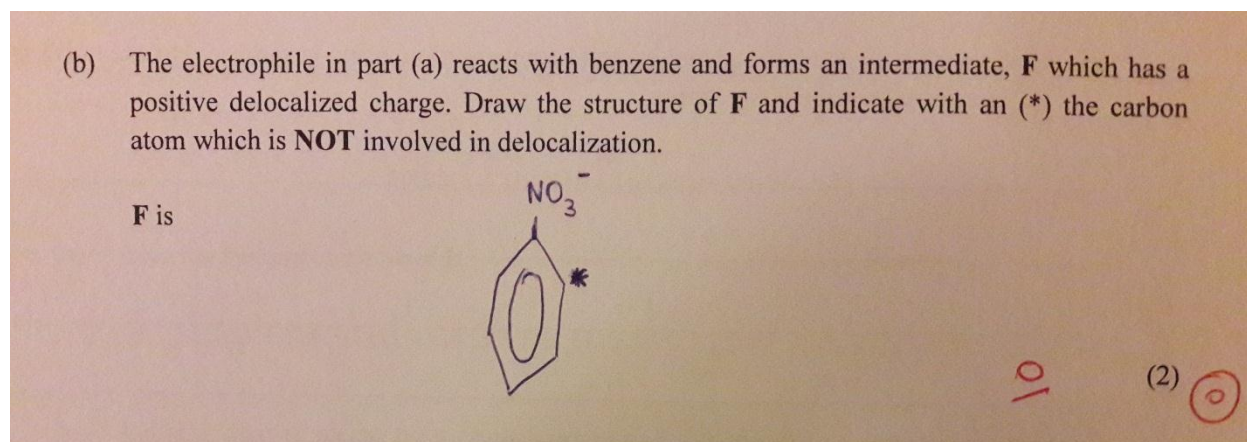 (b) The electrophile in part (a) reacts with benzene and forms an intermediate, F which has a
positive delocalized charge. Draw the structure of F and indicate with an (*) the carbon
atom which is NOT involved in delocalization.
NO₃⁻
F is
*
0
(2)
0